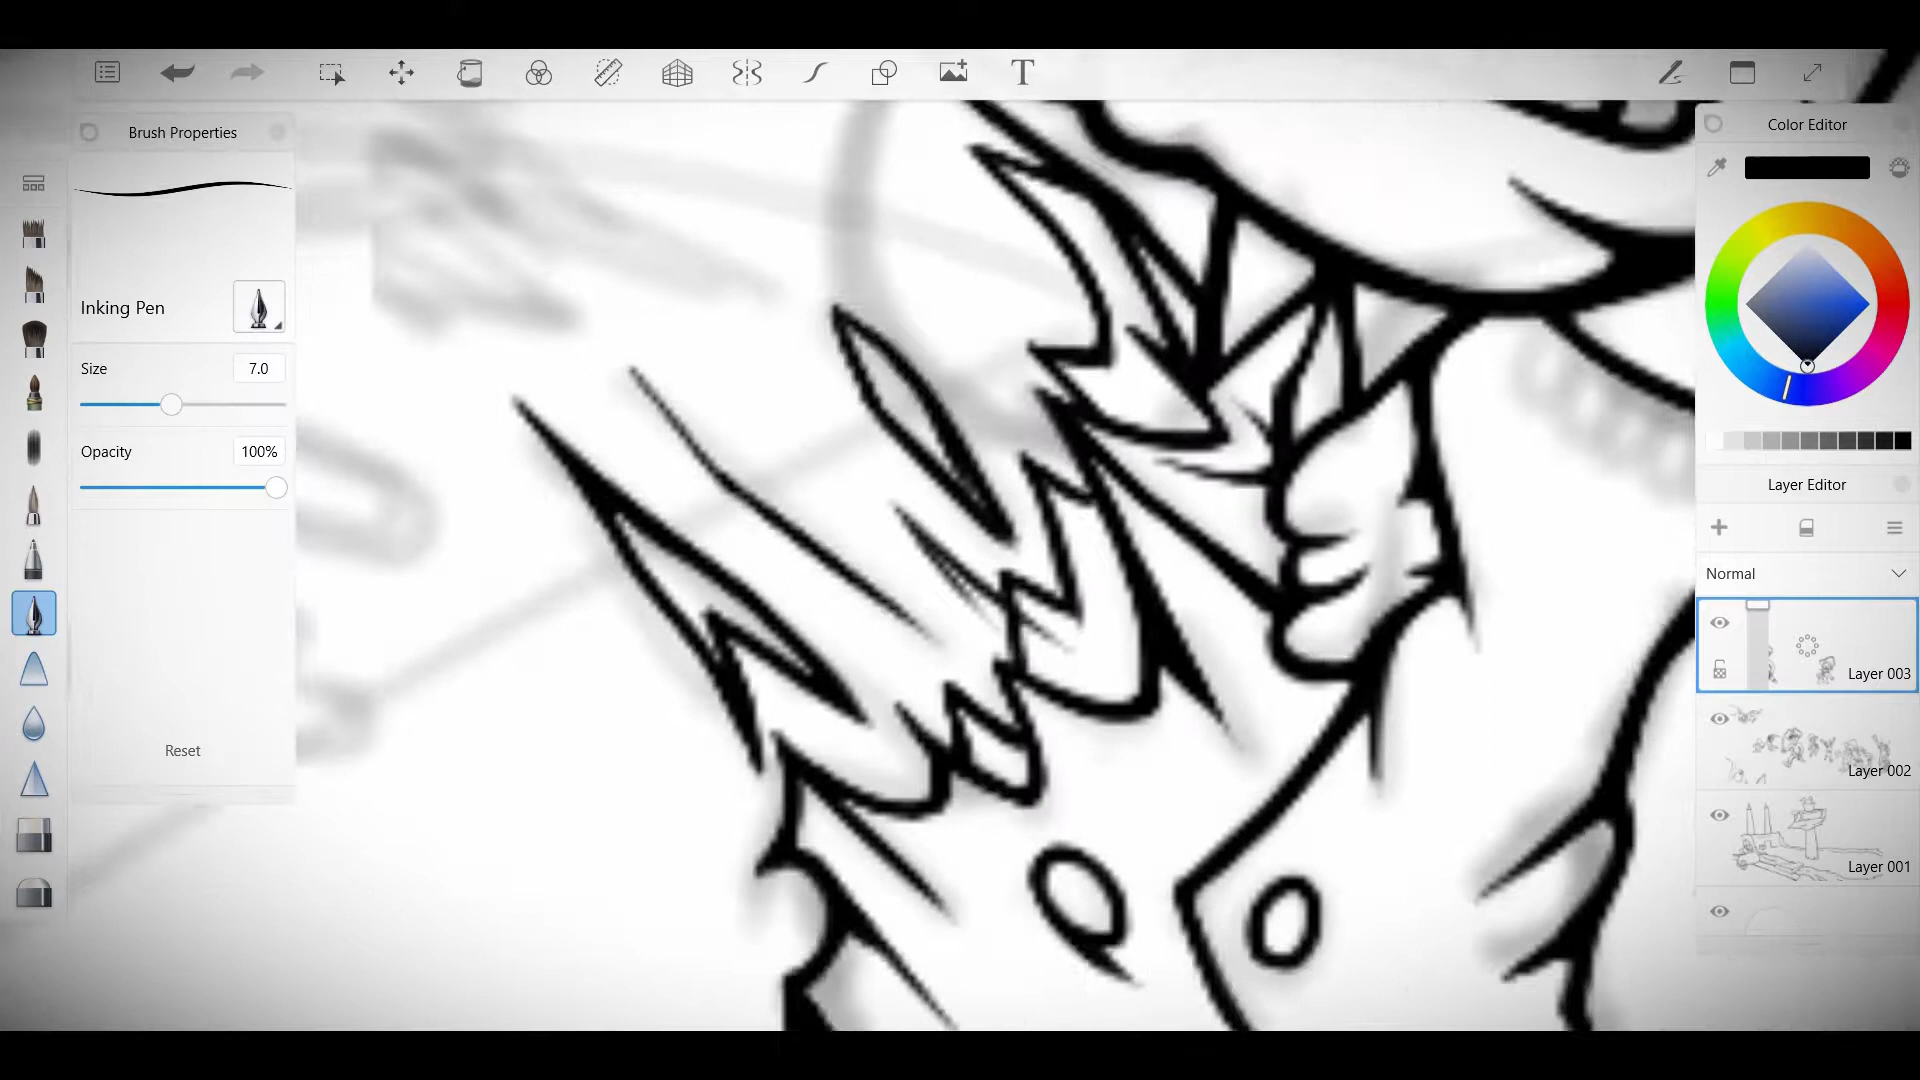 T
Brush Properties
Inking Pen
Size
7.0
Opacity
100%
Reset
Color Editor
Layer Editor
Normal
Layer 003
Layer 002
Layer 001